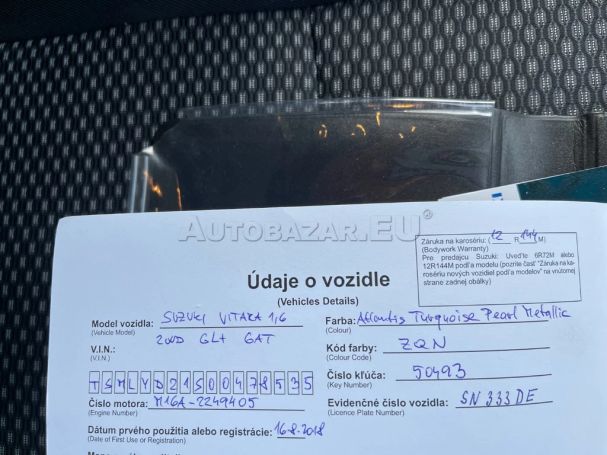 AUTOBAZAR.EU
Záruka na karosériu: (12 R 144 M)
(Bodywork Warranty)
Pre predajcu Suzuki: Uveďte 6R72M alebo
12R144M podľa modelu (pozrite časť "Záruka na ka-
rosériu nových vozidiel podľa modelov" na vnútornej
strane zadnej obálky)
Údaje o vozidle
(Vehicles Details)
Model vozidla: SUZUKI VITARA 1,6
(Vehicle Model)
2WD GL+ 6AT
V.I.N.:
(V.I.N.)
TSMLYD21S00478535
Číslo motora: M16A-2249405
(Engine Number)
Dátum prvého použitia alebo registrácie: 16.8.2018
(Date of First Use or Registration)
Farba: Atlantis Turquoise Pearl Metallic
(Colour)
Kód farby: ZQN
(Colour Code)
Číslo kľúča: 50493
(Key Number)
Evidenčné číslo vozidla: SN333DE
(Licence Plate Number)